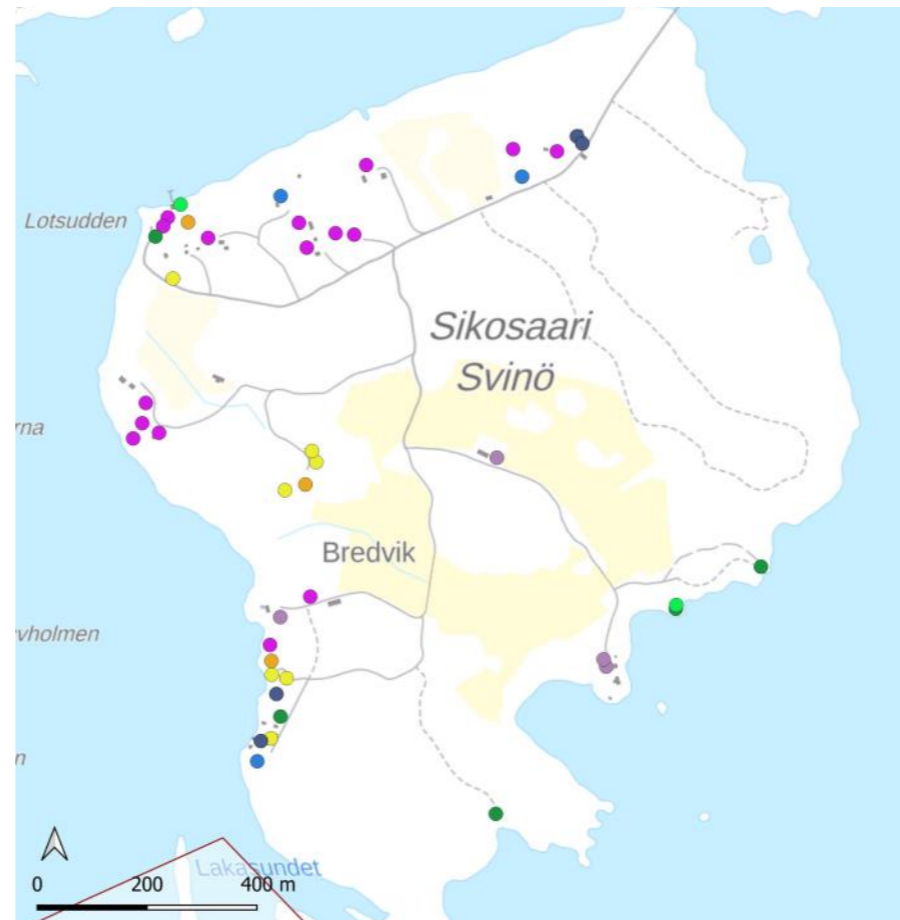 Lotsudden
Sikosaari
Svinö
rna
Bredvik
vholmen
n
Lakasundet
0 200 400 m